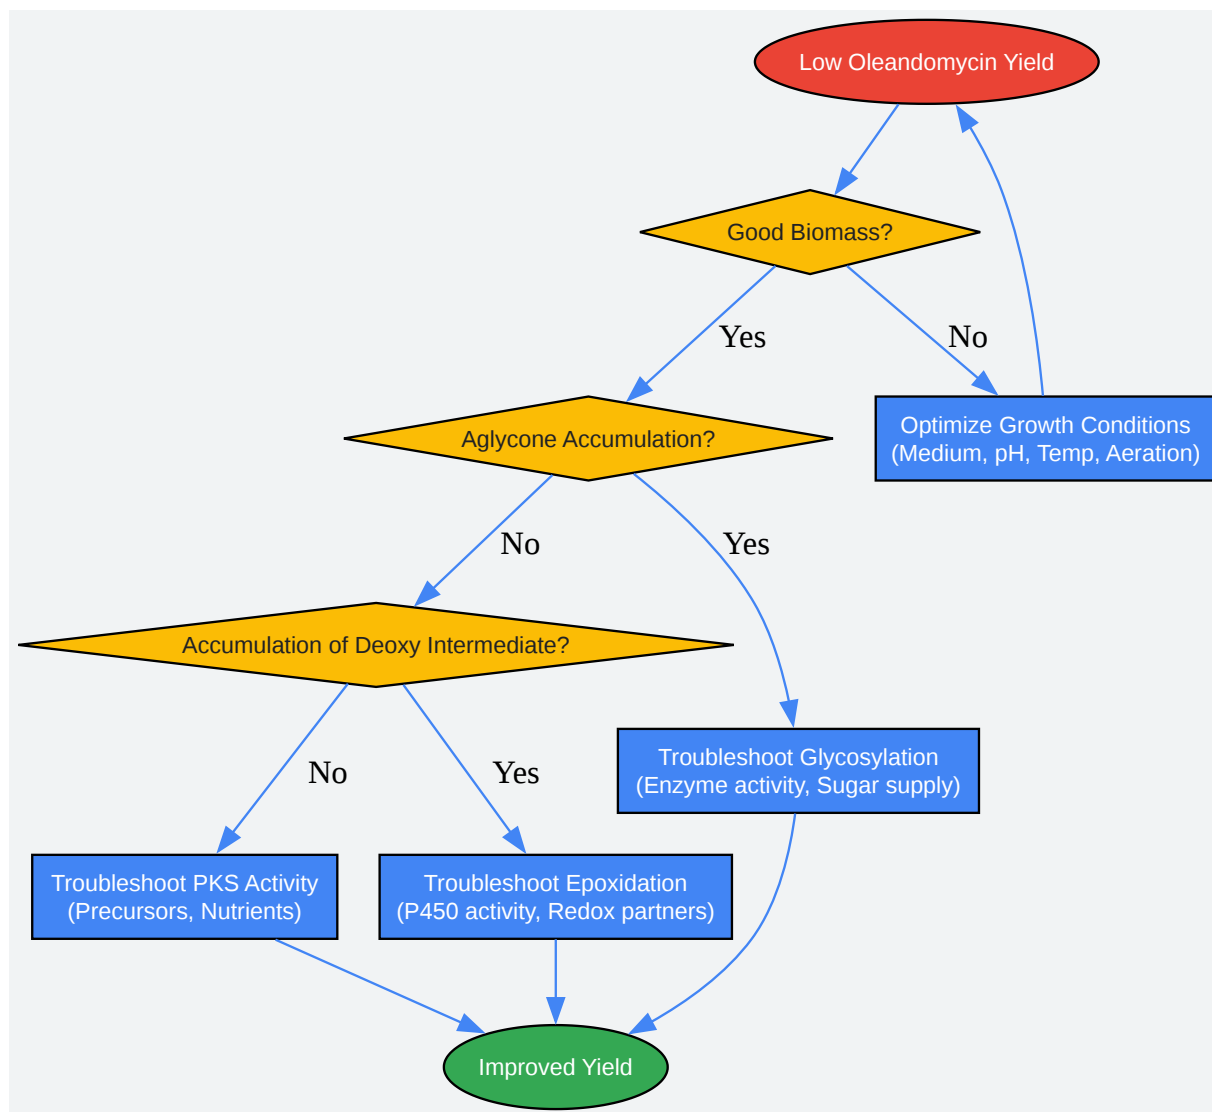 Low Oleandomycin Yield
Good Biomass?
Yes
No
Aglycone Accumulation?
Optimize Growth Conditions
(Medium, pH, Temp, Aeration)
No
Yes
Accumulation of Deoxy Intermediate?
No
Yes
Troubleshoot Glycosylation
(Enzyme activity, Sugar supply)
Troubleshoot PKS Activity
(Precursors, Nutrients)
Troubleshoot Epoxidation
(P450 activity, Redox partners)
Improved Yield